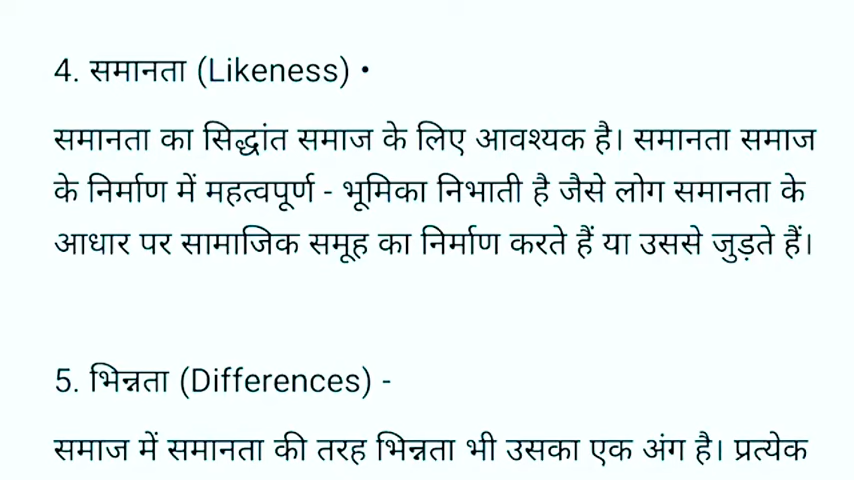 4. समानता (Likeness) •
समानता का सिद्धांत समाज के लिए आवश्यक है। समानता समाज
के निर्माण में महत्वपूर्ण - भूमिका निभाती है जैसे लोग समानता के
आधार पर सामाजिक समूह का निर्माण करते हैं या उससे जुड़ते हैं।
5. भिन्नता (Differences) -
समाज में समानता की तरह भिन्नता भी उसका एक अंग है। प्रत्येक